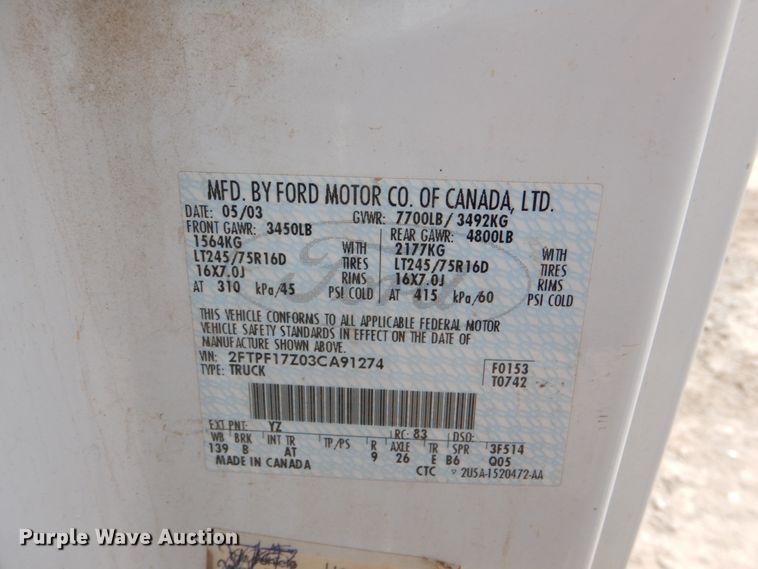 MFD. BY FORD MOTOR CO. OF CANADA, LTD.
DATE: 05/03 GVWR: 7700LB / 3492KG
FRONT GAWR: 3450LB REAR GAWR: 4800LB
1564KG WITH 2177KG WITH
LT245/75R16D TIRES LT245/75R16D TIRES
16X7.0J RIMS 16X7.0J RIMS
AT 310 kPa/45 PSI COLD AT 415 kPa/60 PSI COLD
Ford
THIS VEHICLE CONFORMS TO ALL APPLICABLE FEDERAL MOTOR
VEHICLE SAFETY STANDARDS IN EFFECT ON THE DATE OF
MANUFACTURE SHOWN ABOVE.
VIN: 2FTPF17Z03CA91274 F0153
TYPE: TRUCK T0742
EXT PNT: YZ RC: 83 DSO:
WB BRK INT TR TP/PS R AXLE TR SPR 3F514
139 B AT 9 26 E B6 Q05
MADE IN CANADA CTC 2U5A-1520472-AA
Purple Wave Auction